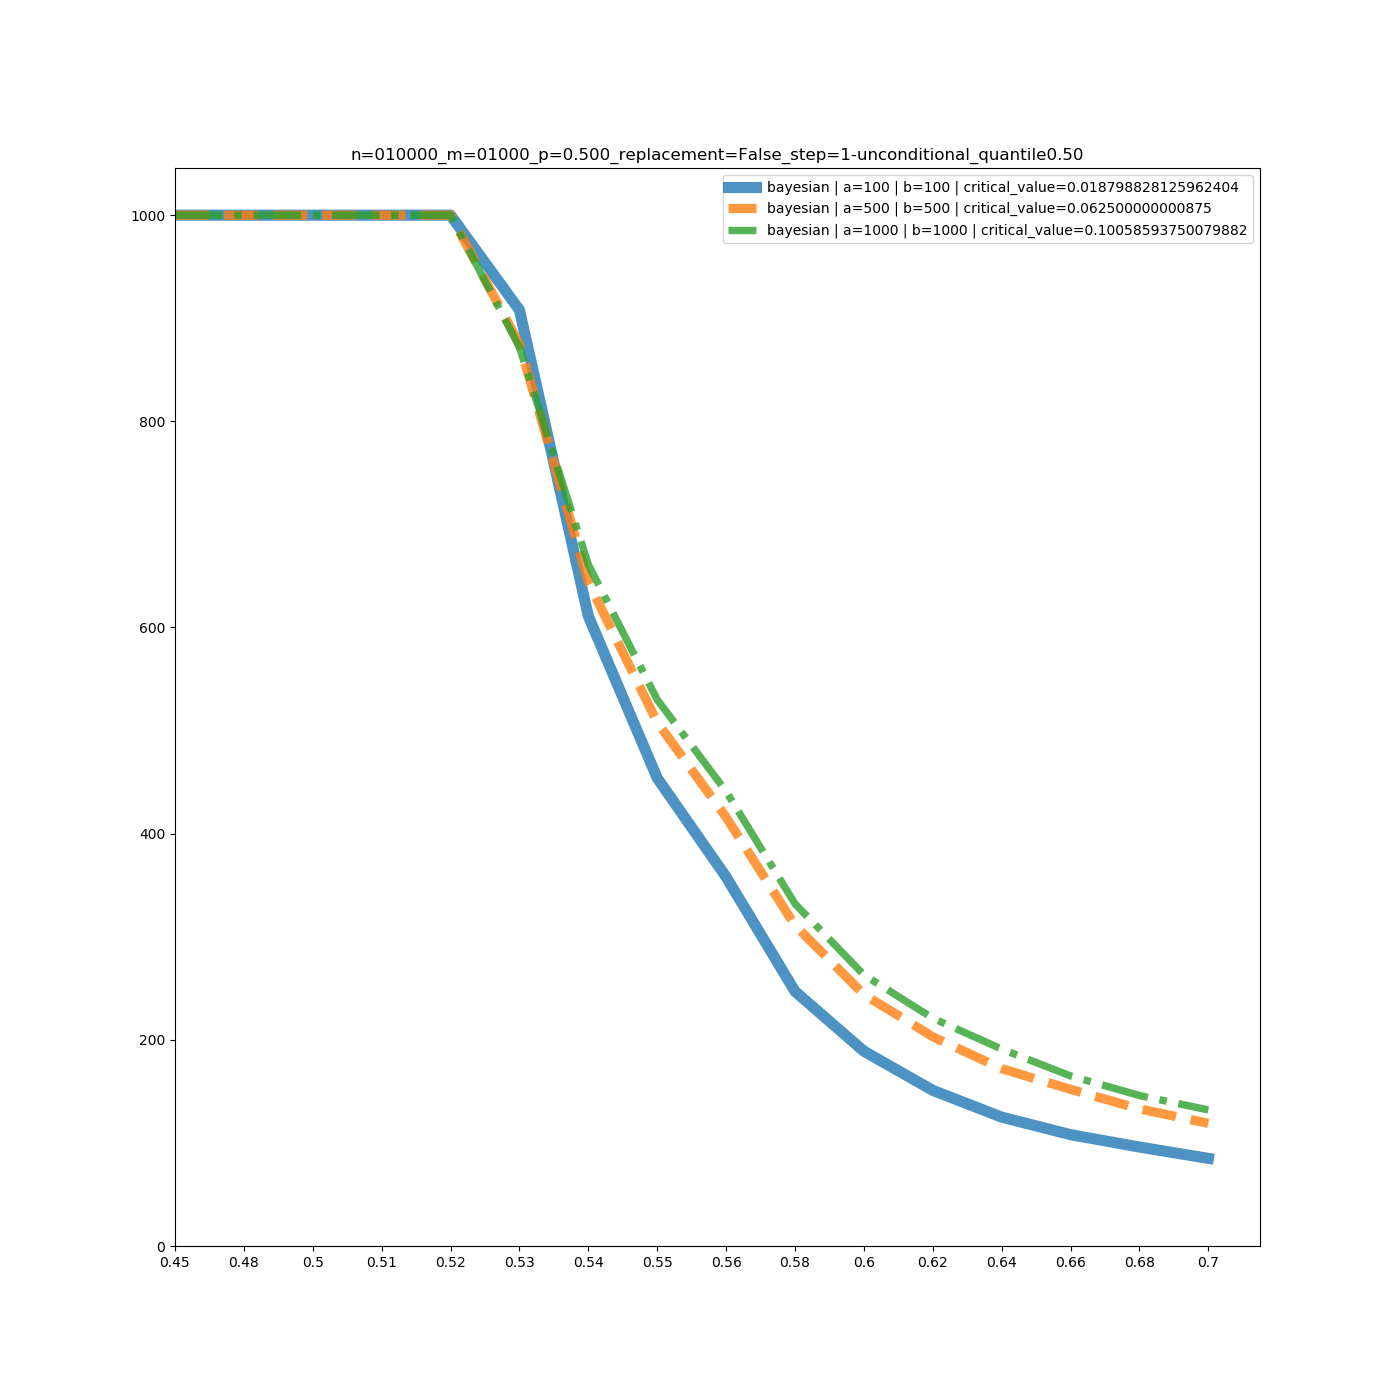 n=010000_m=01000_p=0.500_replacement=False_step=1-unconditional_quantile0.50
bayesian | a=100 | b=100 | critical_value=0.018798828125962404
bayesian | a=500 | b=500 | critical_value=0.062500000000875
bayesian | a=1000 | b=1000 | critical_value=0.10058593750079882
1000
800
600
400
200
0
0.45 0.48 0.5 0.51 0.52 0.53 0.54 0.55 0.56 0.58 0.6 0.62 0.64 0.66 0.68 0.7